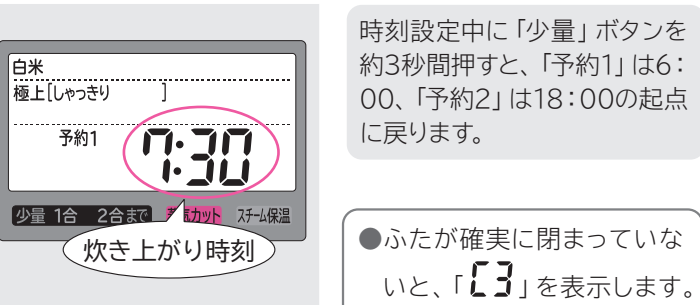 白米
極上[しゃっきり ]
予約1
7:30
少量 1合 2合まで 蒸気カット スチーム保温
炊き上がり時刻
時刻設定中に「少量」ボタンを
約3秒間押すと、「予約1」は6：
00、「予約2」は18：00の起点
に戻ります。
●ふたが確実に閉まっていな
いと、「C3」を表示します。